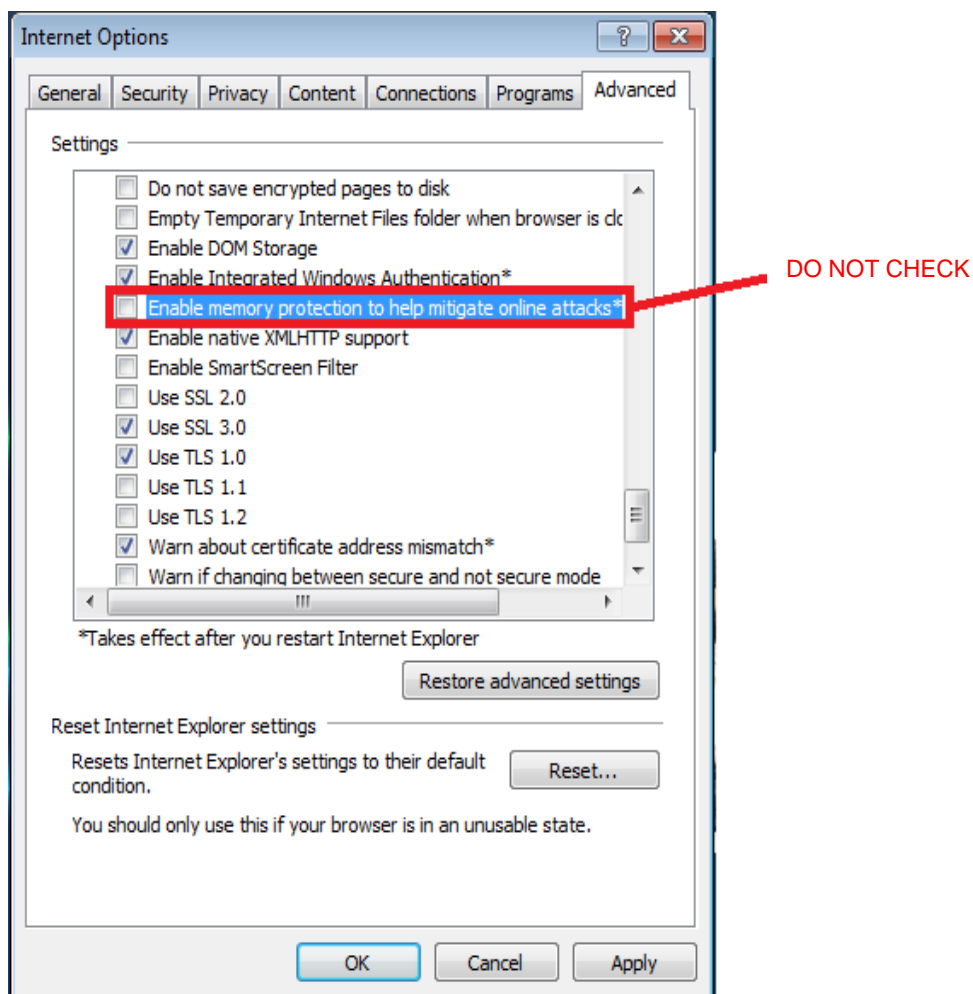 Internet Options
General Security Privacy Content Connections Programs Advanced
Settings
Do not save encrypted pages to disk
Empty Temporary Internet Files folder when browser is clc
Enable DOM Storage
Enable Integrated Windows Authentication*
DO NOT CHECK
Enable memory protection to help mitigate online attacks*
Enable native XMLHTTP support
Enable SmartScreen Filter
Use SSL 2.0
Use SSL 3.0
Use TLS 1.0
Use TLS 1.1
Use TLS 1.2
Warn about certificate address mismatch*
Warn if changing between secure and not secure mode
*Takes effect after you restart Internet Explorer
Restore advanced settings
Reset Internet Explorer settings
Resets Internet Explorer's settings to their default
condition.
Reset...
You should only use this if your browser is in an unusable state.
OK Cancel Apply